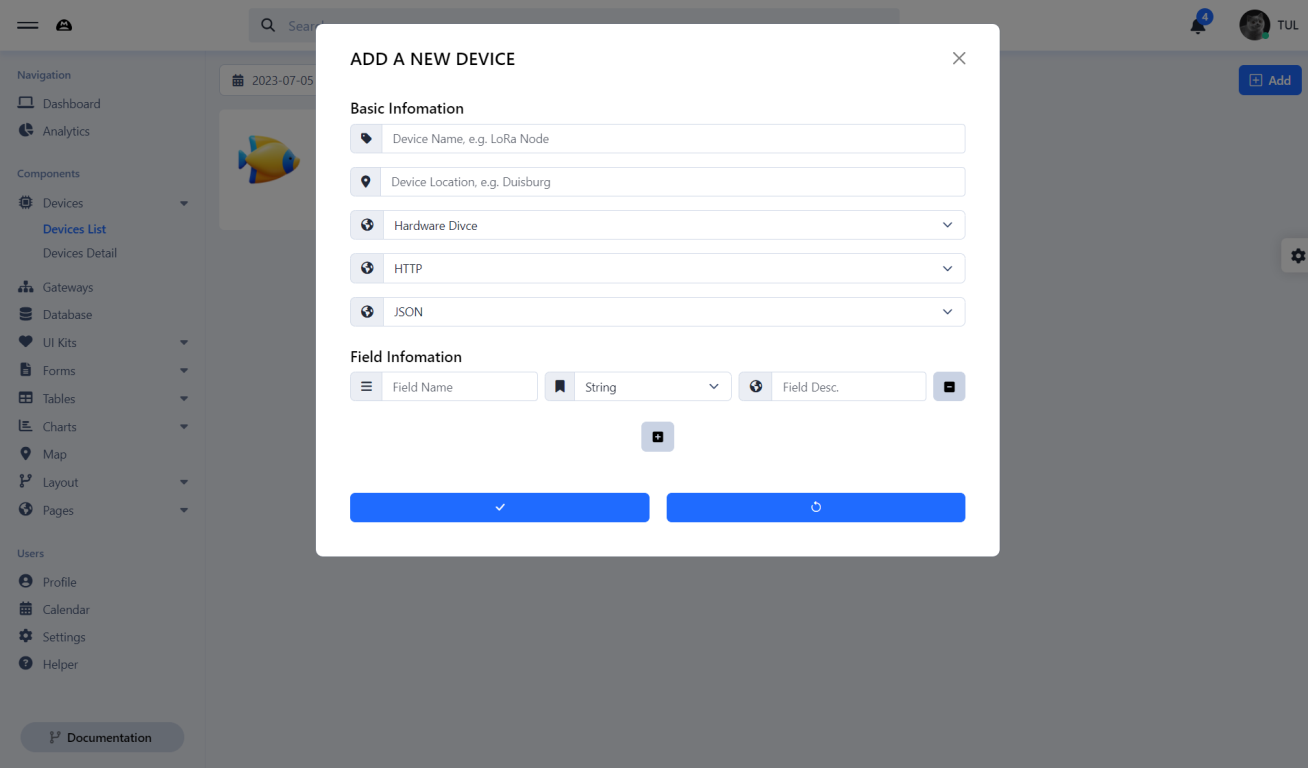 Sear
4
TUL
Navigation
Dashboard
Analytics
Components
Devices
Devices List
Devices Detail
Gateways
Database
UI Kits
Forms
Tables
Charts
Map
Layout
Pages
Users
Profile
Calendar
Settings
Helper
Documentation
2023-07-05
Add
ADD A NEW DEVICE
Basic Infomation
Device Name, e.g. LoRa Node
Device Location, e.g. Duisburg
Hardware Divce
HTTP
JSON
Field Infomation
Field Name String Field Desc.